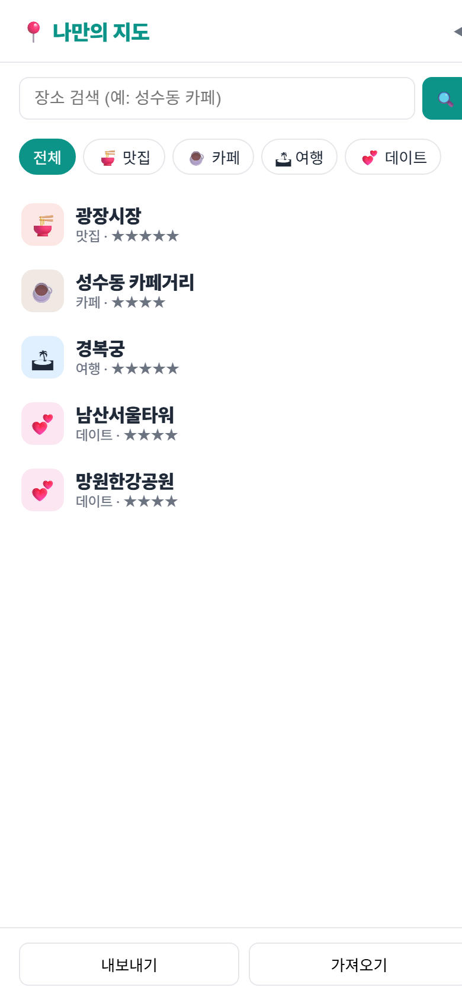 나만의 지도
장소 검색 (예: 성수동 카페)
전체 맛집 카페 여행 데이트
광장시장
맛집 · ★★★★★
성수동 카페거리
카페 · ★★★★
경복궁
여행 · ★★★★★
남산서울타워
데이트 · ★★★★
망원한강공원
데이트 · ★★★★
내보내기 가져오기